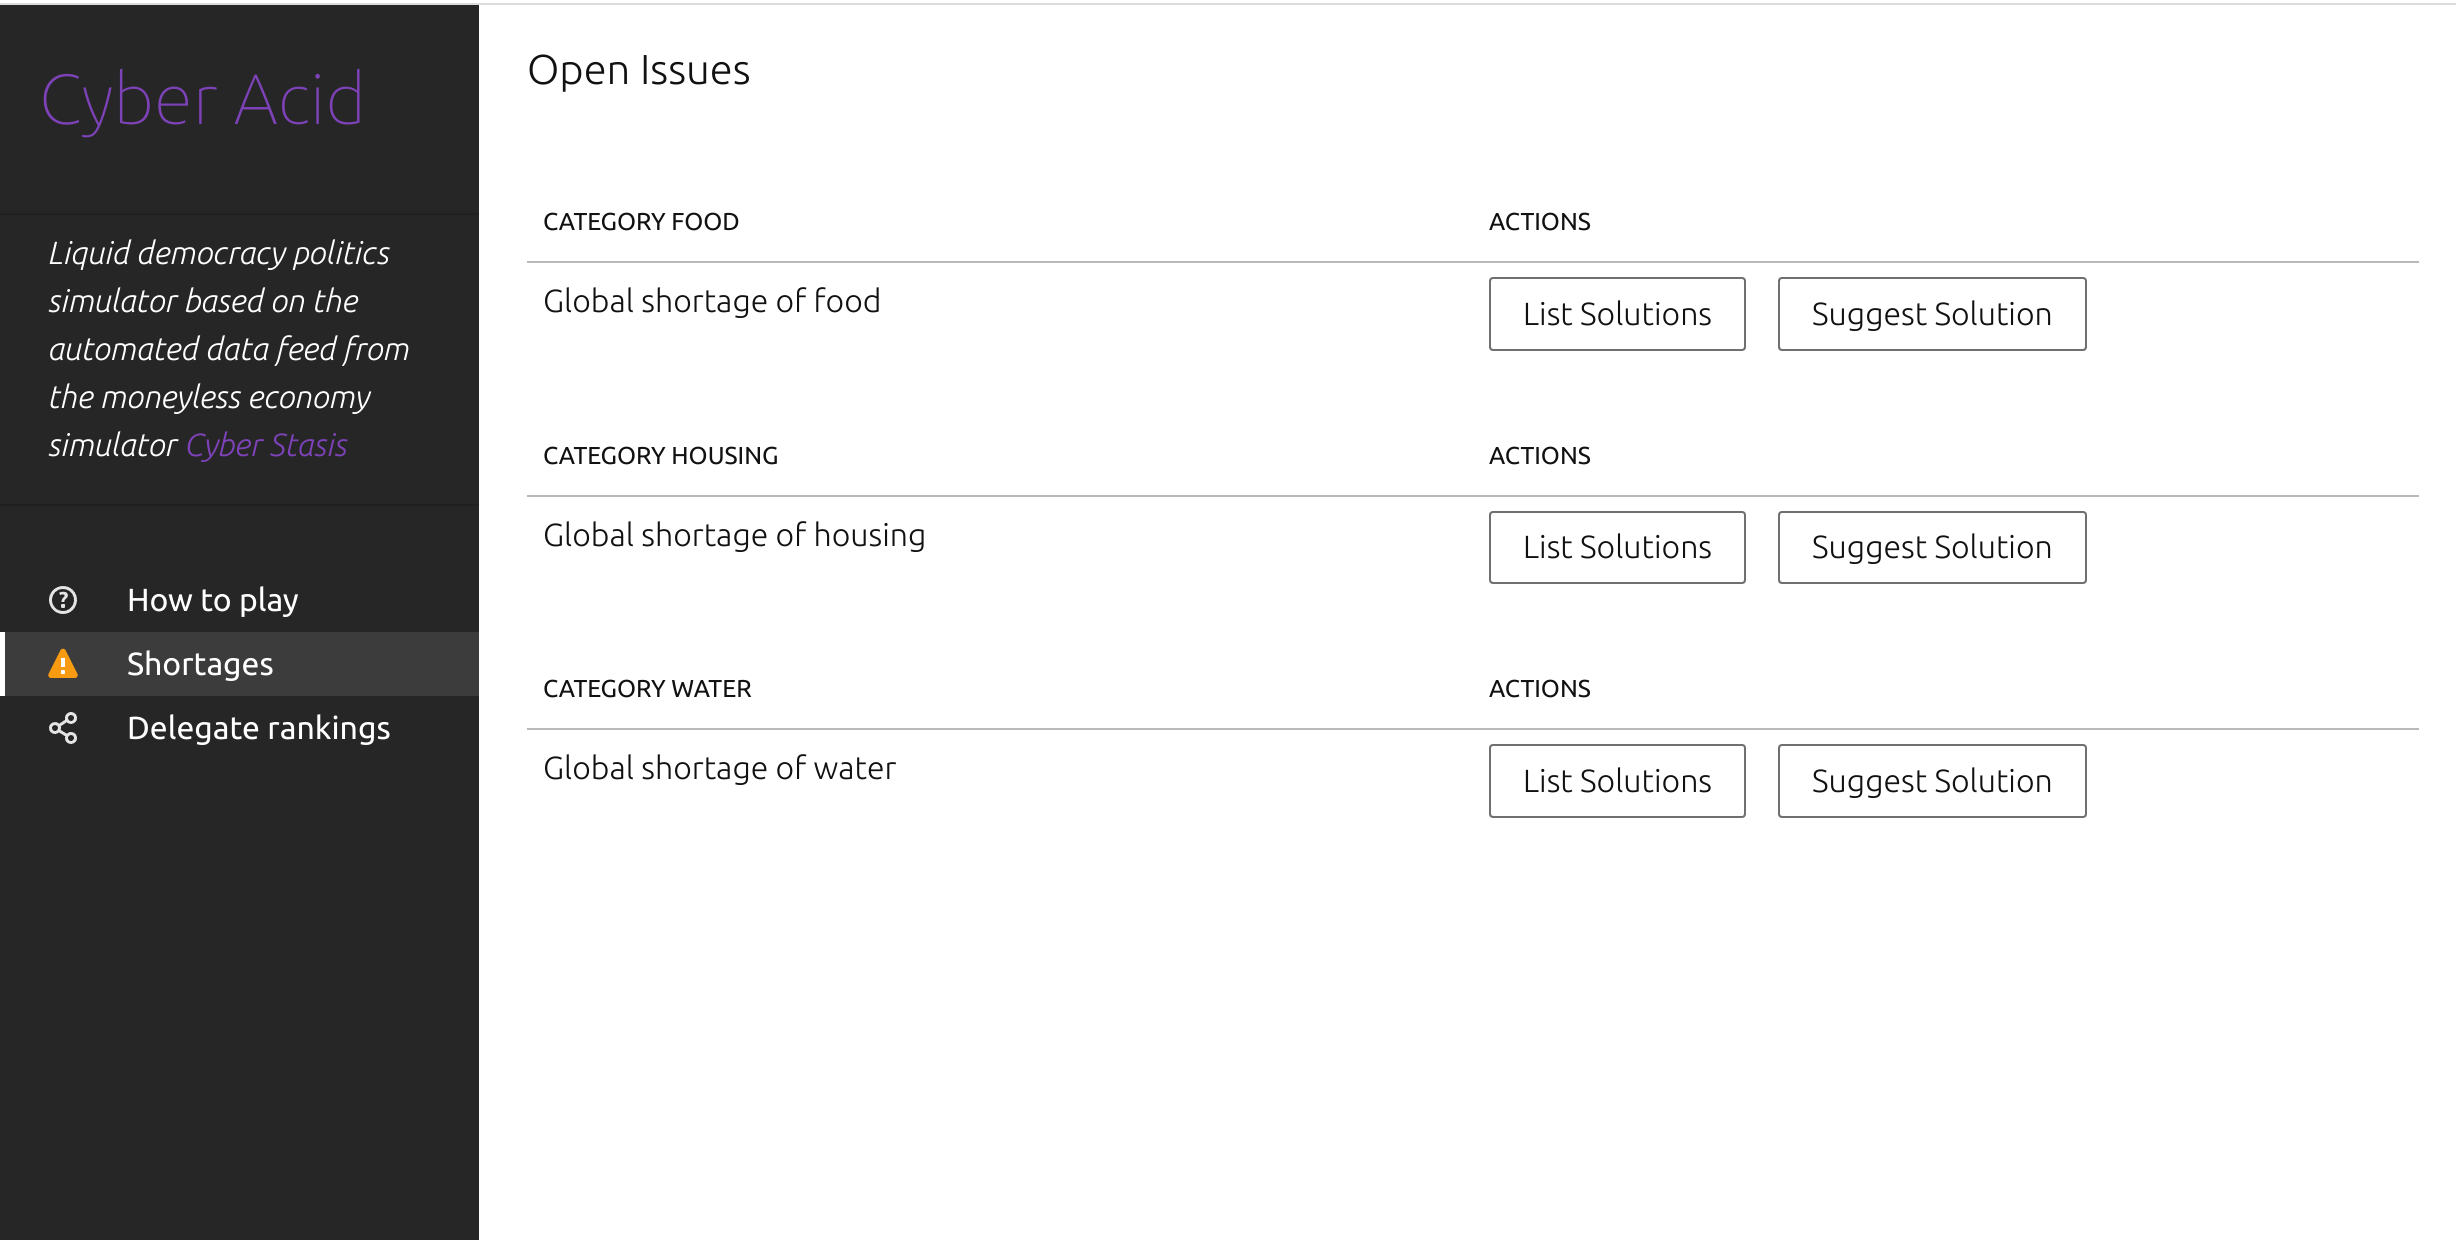 Cyber Acid
Liquid democracy politics
simulator based on the
automated data feed from
the moneyless economy
simulator Cyber Stasis
How to play
Shortages
Delegate rankings
Open Issues
CATEGORY FOOD ACTIONS
Global shortage of food List Solutions Suggest Solution
CATEGORY HOUSING ACTIONS
Global shortage of housing List Solutions Suggest Solution
CATEGORY WATER ACTIONS
Global shortage of water List Solutions Suggest Solution